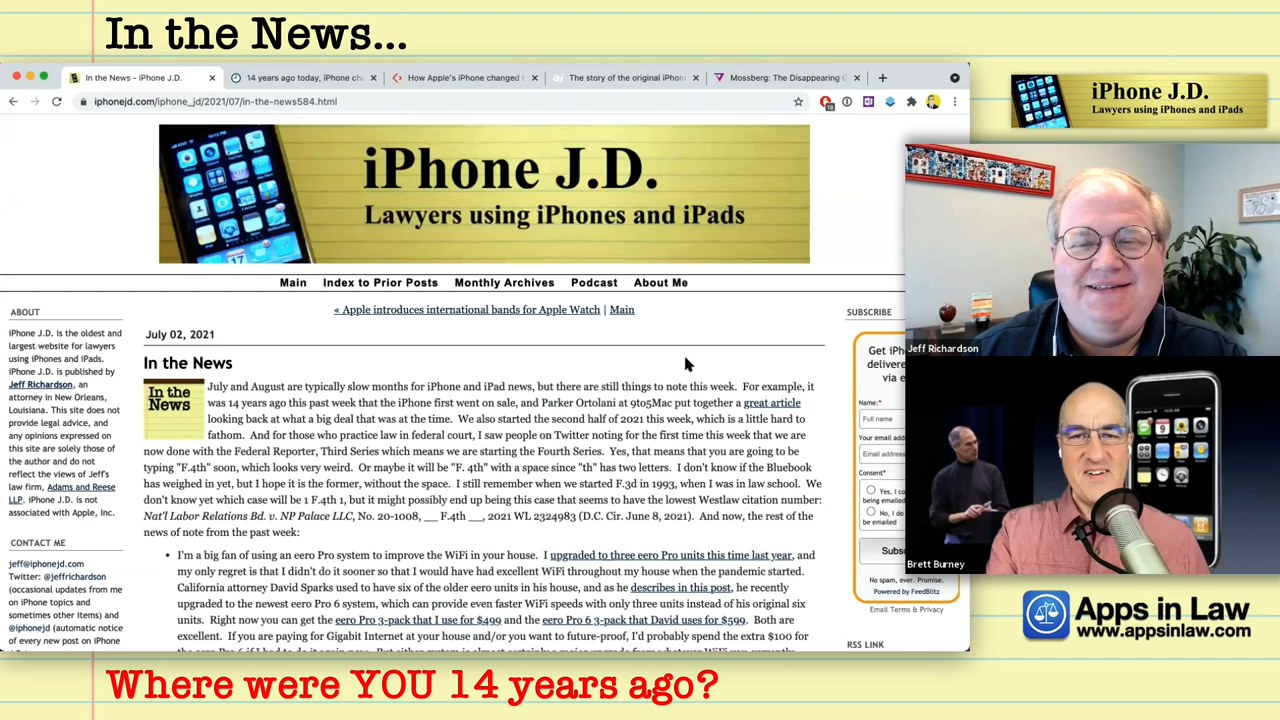 In the News...
In the News - iPhone J.D.
14 years ago today, iPhone ch
How Apple's iPhone changed
The story of the original iPhon
Mossberg: The Disappearing
iphonejd.com/iphone_jd/2021/07/in-the-news584.html
iPhone J.D.
Lawyers using iPhones and iPads
iPhone J.D.
Lawyers using iPhones and iPads
Main Index to Prior Posts Monthly Archives Podcast About Me
« Apple introduces international bands for Apple Watch | Main
ABOUT
iPhone J.D. is the oldest and
largest website for lawyers
using iPhones and iPads.
iPhone J.D. is published by
Jeff Richardson, an
attorney in New Orleans,
Louisiana. This site does not
provide legal advice, and
any opinions expressed on
this site are solely those of
the author and do not
reflect the views of Jeff's
law firm, Adams and Reese
LLP. iPhone J.D. is not
associated with Apple, Inc.
CONTACT ME
jeff@iphonejd.com
Twitter: @jeffrichardson
(occasional updates from me
on iPhone topics and
sometimes other items) and
@iphonejd (automatic notice
of every new post on iPhone
July 02, 2021
In the News
In the
News
July and August are typically slow months for iPhone and iPad news, but there are still things to note this week. For example, it
was 14 years ago this past week that the iPhone first went on sale, and Parker Ortolani at 9to5Mac put together a great article
looking back at what a big deal that was at the time. We also started the second half of 2021 this week, which is a little hard to
fathom. And for those who practice law in federal court, I saw people on Twitter noting for the first time this week that we are
now done with the Federal Reporter, Third Series which means we are starting the Fourth Series. Yes, that means that you are going to be
typing "F.4th" soon, which looks very weird. Or maybe it will be "F. 4th" with a space since "th" has two letters. I don't know if the Bluebook
has weighed in yet, but I hope it is the former, without the space. I still remember when we started F.3d in 1993, when I was in law school. We
don't know yet which case will be 1 F.4th 1, but it might possibly end up being this case that seems to have the lowest Westlaw citation number:
Nat'l Labor Relations Bd. v. NP Palace LLC, No. 20-1008, __ F.4th __, 2021 WL 2324983 (D.C. Cir. June 8, 2021). And now, the rest of the
news of note from the past week:
• I'm a big fan of using an eero Pro system to improve the WiFi in your house. I upgraded to three eero Pro units this time last year, and
my only regret is that I didn't do it sooner so that I would have had excellent WiFi throughout my house when the pandemic started.
California attorney David Sparks used to have six of the older eero units in his house, and as he describes in this post, he recently
upgraded to the newest eero Pro 6 system, which can provide even faster WiFi speeds with only three units instead of his original six
units. Right now you can get the eero Pro 3-pack that I use for $499 and the eero Pro 6 3-pack that David uses for $599. Both are
excellent. If you are paying for Gigabit Internet at your house and/or you want to future-proof, I'd probably spend the extra $100 for
SUBSCRIBE
Get iPh
delivere
via e
Name:*
Full name
Your email addre
Email address
Consent*
Yes, I co
being emailed
No, I do
be emailed
Subsc
No spam, ever. Promise.
Powered by FeedBlitz
Email Terms & Privacy
RSS LINK
Jeff Richardson
Brett Burney
Apps in Law
www.appsinlaw.com
Where were YOU 14 years ago?